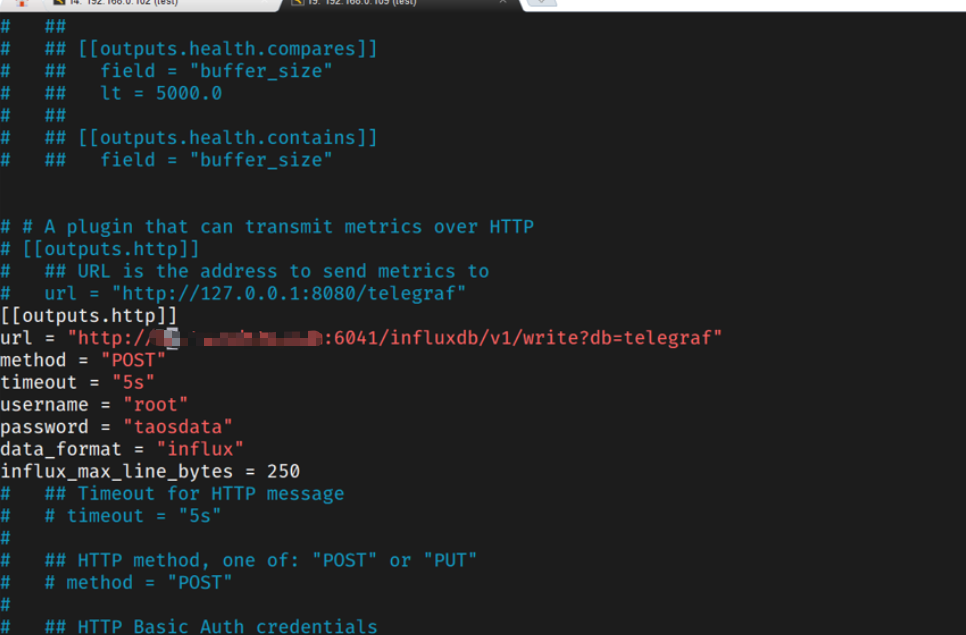 14. 192.168.0.102 (test)
19. 192.168.0.109 (test)
#   ##
#   ## [[outputs.health.compares]]
#   ##   field = "buffer_size"
#   ##   lt = 5000.0
#   ##
#   ## [[outputs.health.contains]]
#   ##   field = "buffer_size"
# # A plugin that can transmit metrics over HTTP
# [[outputs.http]]
#   ## URL is the address to send metrics to
#   url = "http://127.0.0.1:8080/telegraf"
[[outputs.http]]
url = "http:// :6041/influxdb/v1/write?db=telegraf"
method = "POST"
timeout = "5s"
username = "root"
password = "taosdata"
data_format = "influx"
influx_max_line_bytes = 250
#   ## Timeout for HTTP message
#   # timeout = "5s"
#
#   ## HTTP method, one of: "POST" or "PUT"
#   # method = "POST"
#
#   ## HTTP Basic Auth credentials